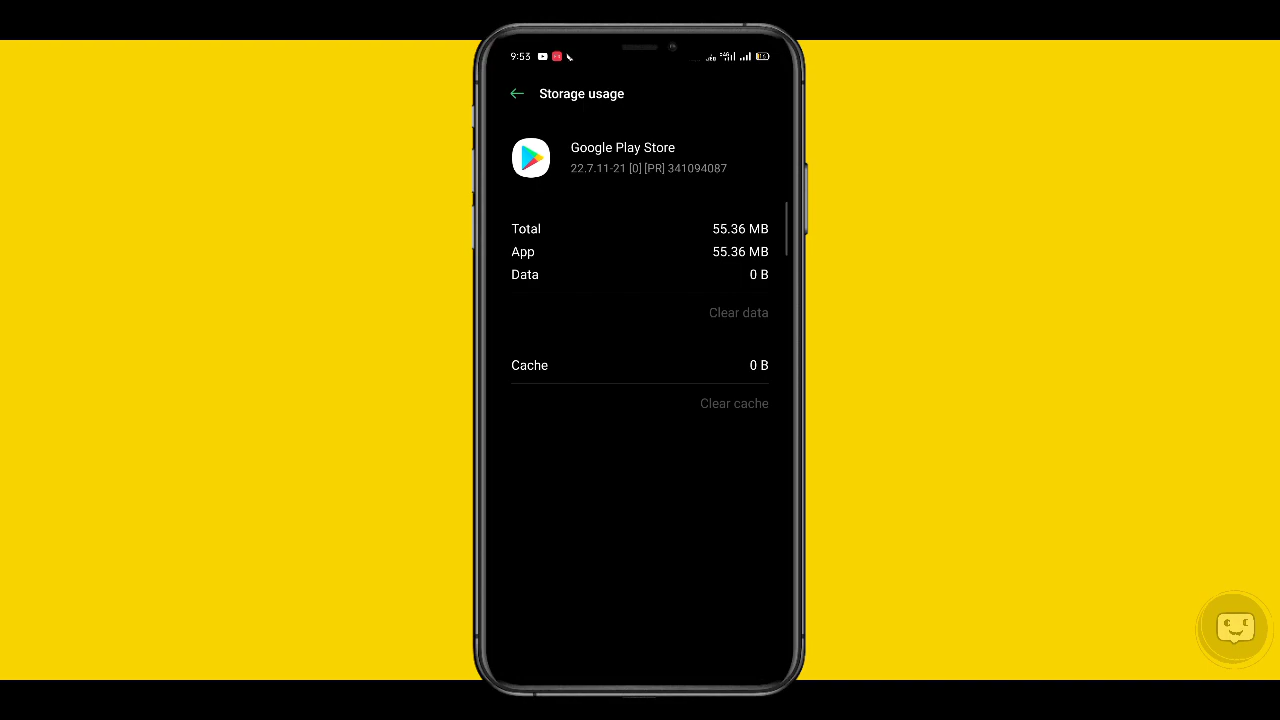 9:53
Storage usage
Google Play Store
22.7.11-21 [0] [PR] 341094087
Total 55.36 MB
App 55.36 MB
Data 0 B
Clear data
Cache 0 B
Clear cache